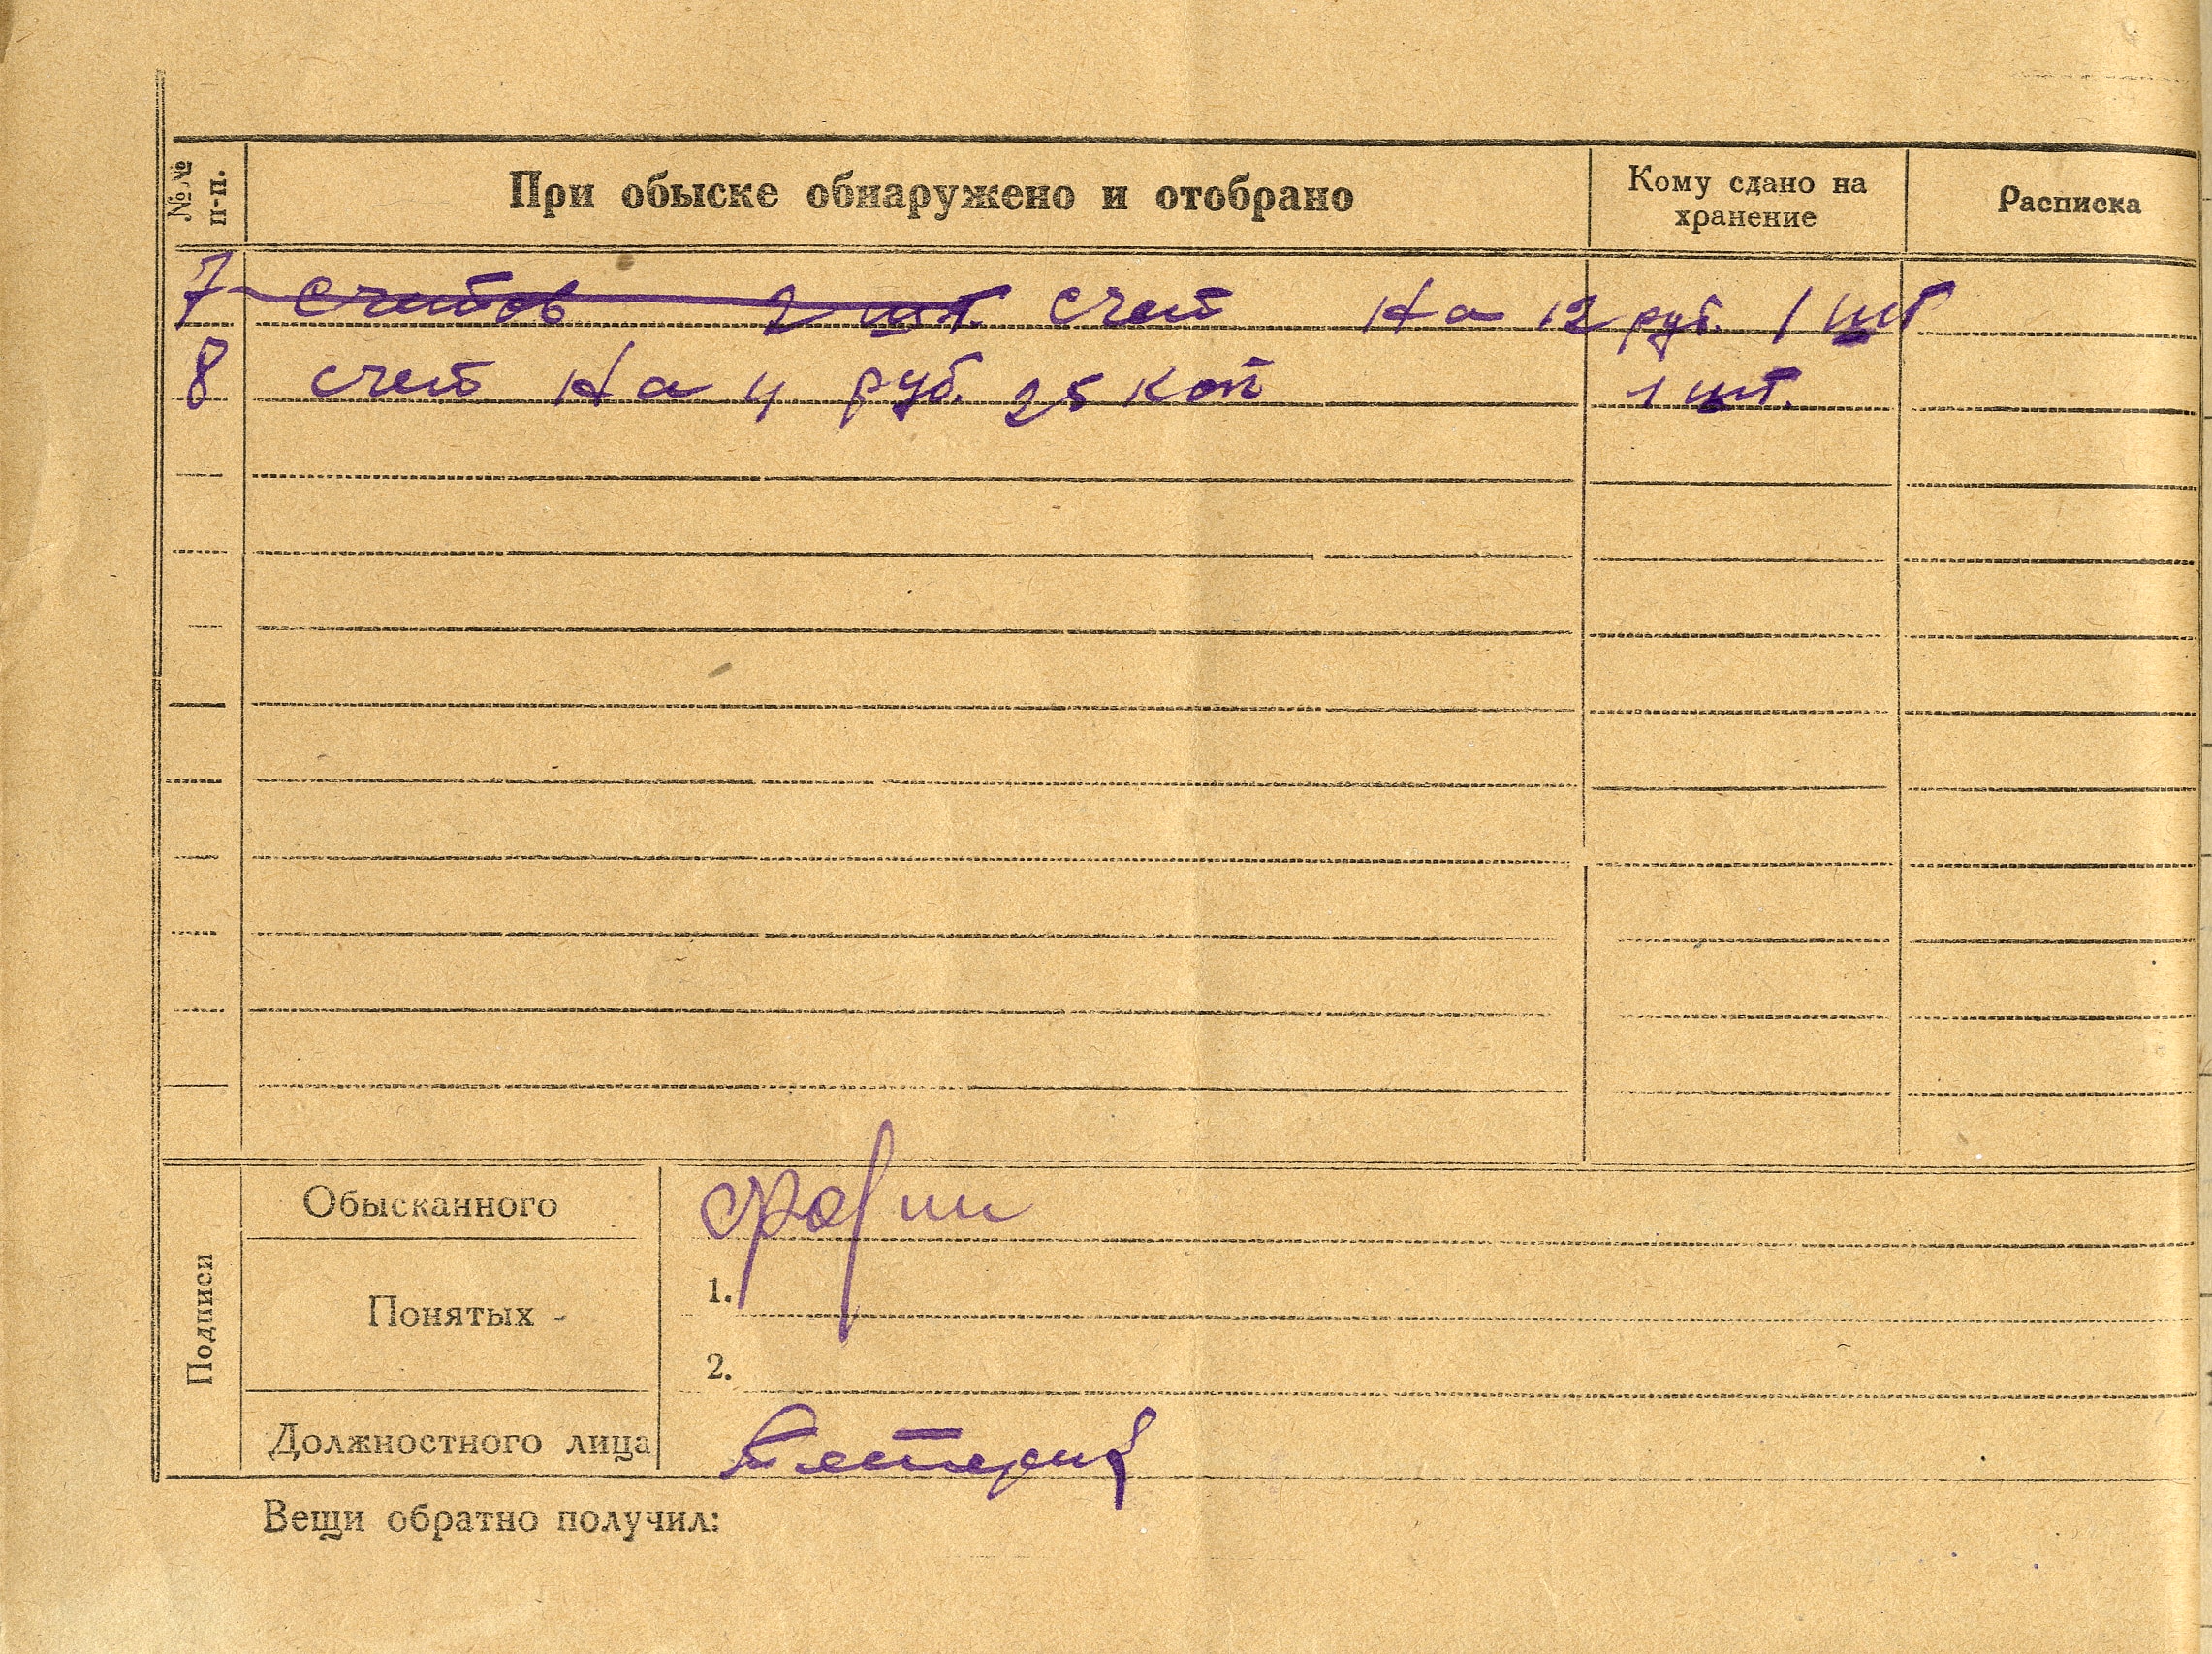 №№ п-п. При обыске обнаружено и отобрано Кому сдано на хранение Расписка
7 счетов 2 шт. счет на 12 руб. 1 шт
8 счет на 4 руб. 25 коп 1 шт.
Подписи
Обысканного
Понятых
1.
2.
Должностного лица
Вещи обратно получил: